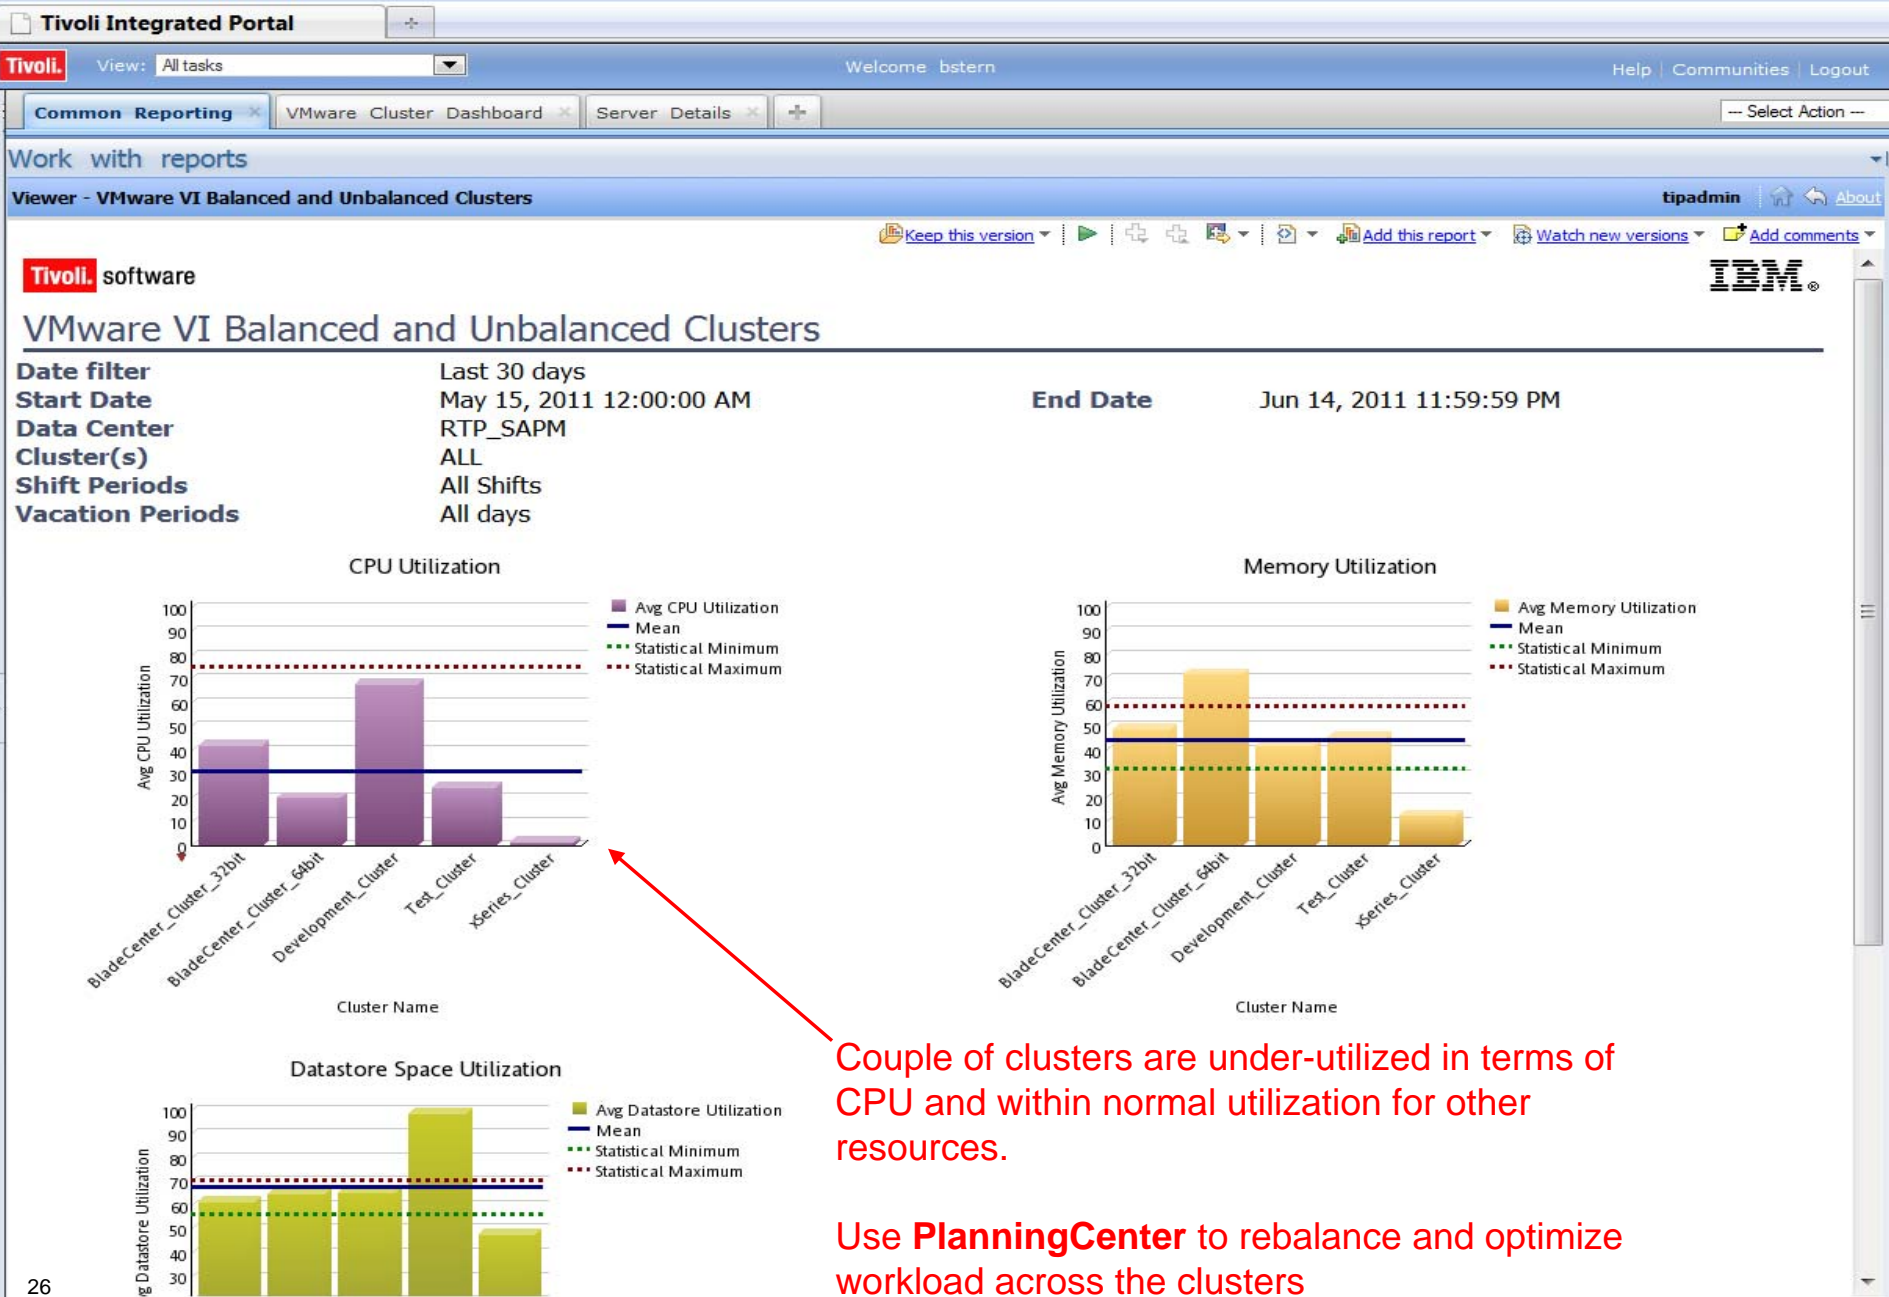 Tivoli Integrated Portal
Tivoli. View: All tasks Welcome bstern Help Communities Logout
Common Reporting VMware Cluster Dashboard Server Details --- Select Action ---
Work with reports
Viewer - VMware VI Balanced and Unbalanced Clusters tipadmin About
Keep this version Add this report Watch new versions Add comments
Tivoli. software IBM®
VMware VI Balanced and Unbalanced Clusters
Date filter Last 30 days
Start Date May 15, 2011 12:00:00 AM End Date Jun 14, 2011 11:59:59 PM
Data Center RTP_SAPM
Cluster(s) ALL
Shift Periods All Shifts
Vacation Periods All days
CPU Utilization
Avg CPU Utilization
100
90
80
70
60
50
40
30
20
10
0
Avg CPU Utilization
Mean
Statistical Minimum
Statistical Maximum
BladeCenter_Cluster_32bit
BladeCenter_Cluster_64bit
Development_Cluster
Test_Cluster
xSeries_Cluster
Cluster Name
Memory Utilization
Avg Memory Utilization
100
90
80
70
60
50
40
30
20
10
0
Avg Memory Utilization
Mean
Statistical Minimum
Statistical Maximum
BladeCenter_Cluster_32bit
BladeCenter_Cluster_64bit
Development_Cluster
Test_Cluster
xSeries_Cluster
Cluster Name
Datastore Space Utilization
Datastore Utilization
100
90
80
70
60
50
40
30
Avg Datastore Utilization
Mean
Statistical Minimum
Statistical Maximum
Couple of clusters are under-utilized in terms of
CPU and within normal utilization for other
resources.
Use PlanningCenter to rebalance and optimize
workload across the clusters
26